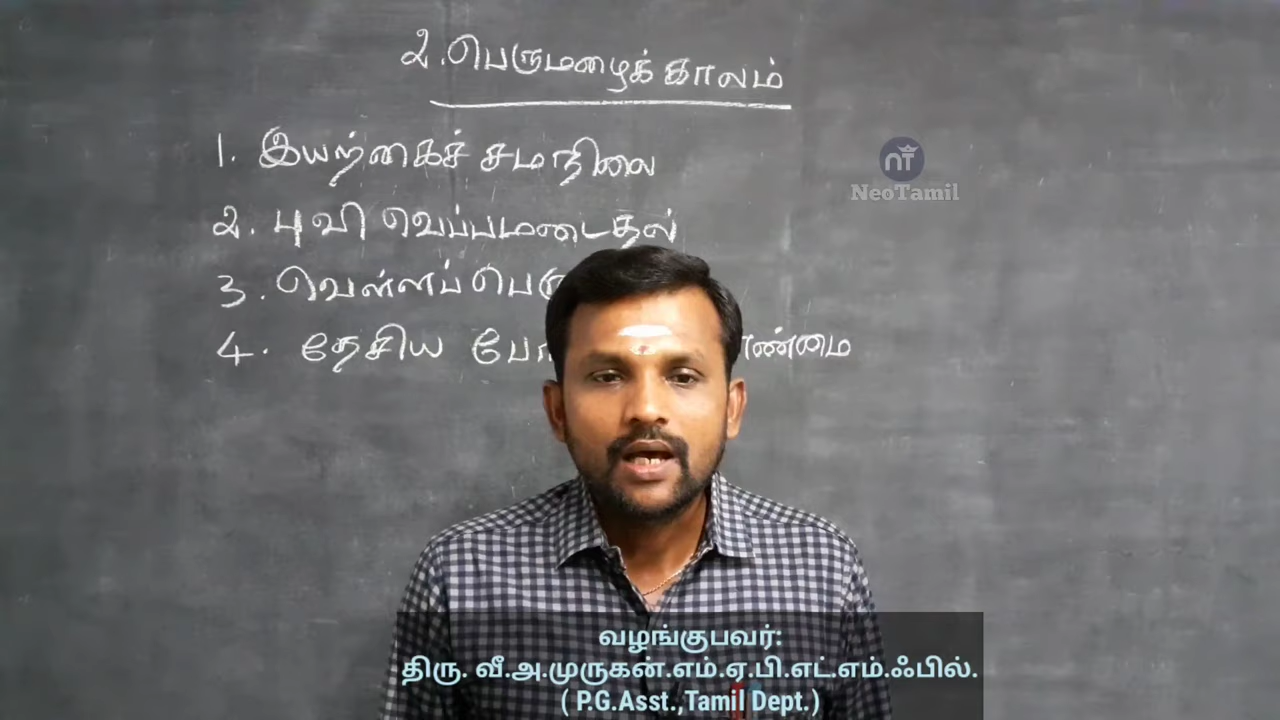 2. பெருமழைக் காலம்
1. இயற்கைச் சமநிலை
2. புவி வெப்பமடைதல்
3. வெள்ளப்
4. தேசிய
NeoTamil
வழங்குபவர்:
திரு. வீ.அ.முருகன்.எம்.ஏ.பி.எட்.எம்.ஃபில்.
( P.G.Asst.,Tamil Dept.)